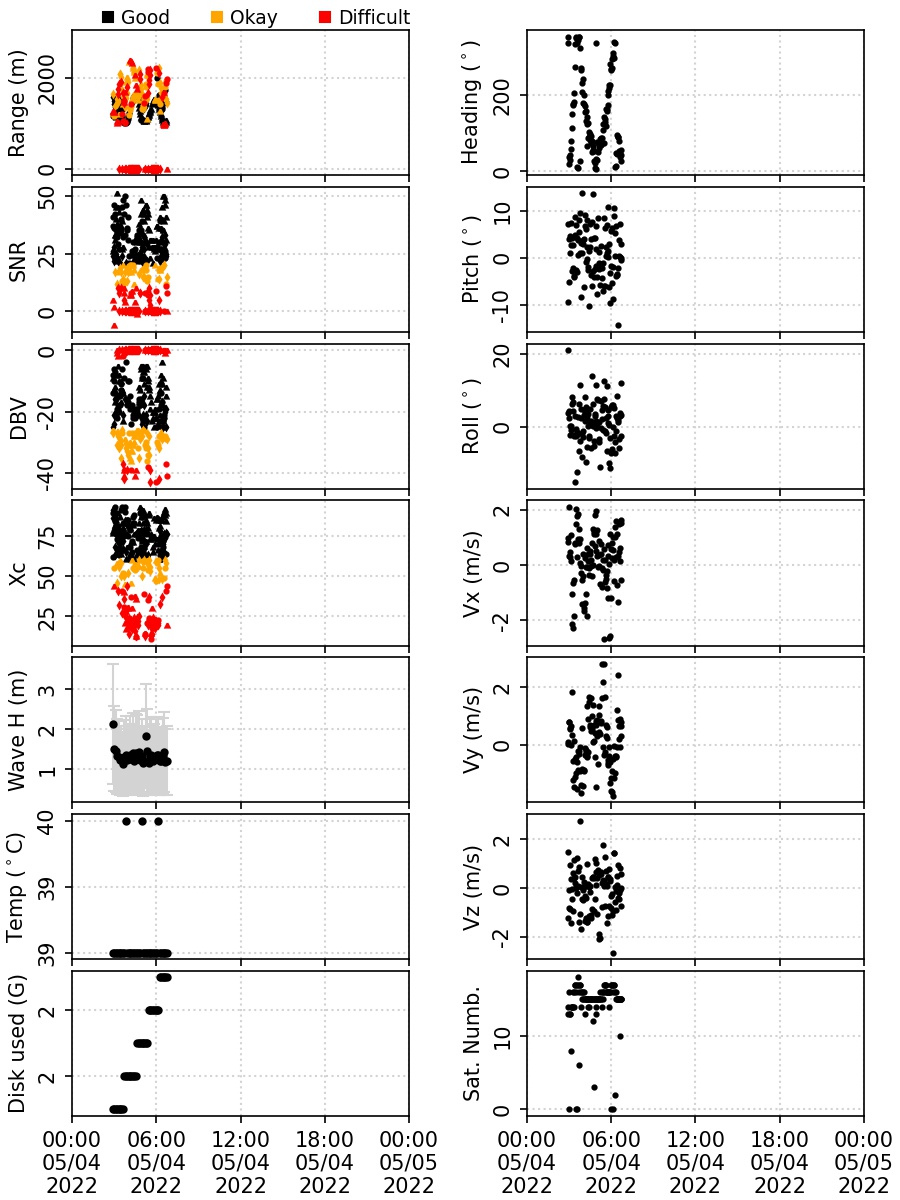 Good Okay Difficult
Range (m)
2000
0
Heading (°)
200
0
SNR
50
25
0
Pitch (°)
10
0
-10
DBV
0
-20
-40
Roll (°)
20
0
Xc
75
50
25
Vx (m/s)
2
0
-2
Wave H (m)
3
2
1
Vy (m/s)
2
0
Temp (°C)
40
39
39
Vz (m/s)
2
0
-2
Disk used (G)
2
2
Sat. Numb.
10
0
00:00 06:00 12:00 18:00 00:00
05/04 05/04 05/04 05/04 05/05
2022 2022 2022 2022 2022
00:00 06:00 12:00 18:00 00:00
05/04 05/04 05/04 05/04 05/05
2022 2022 2022 2022 2022